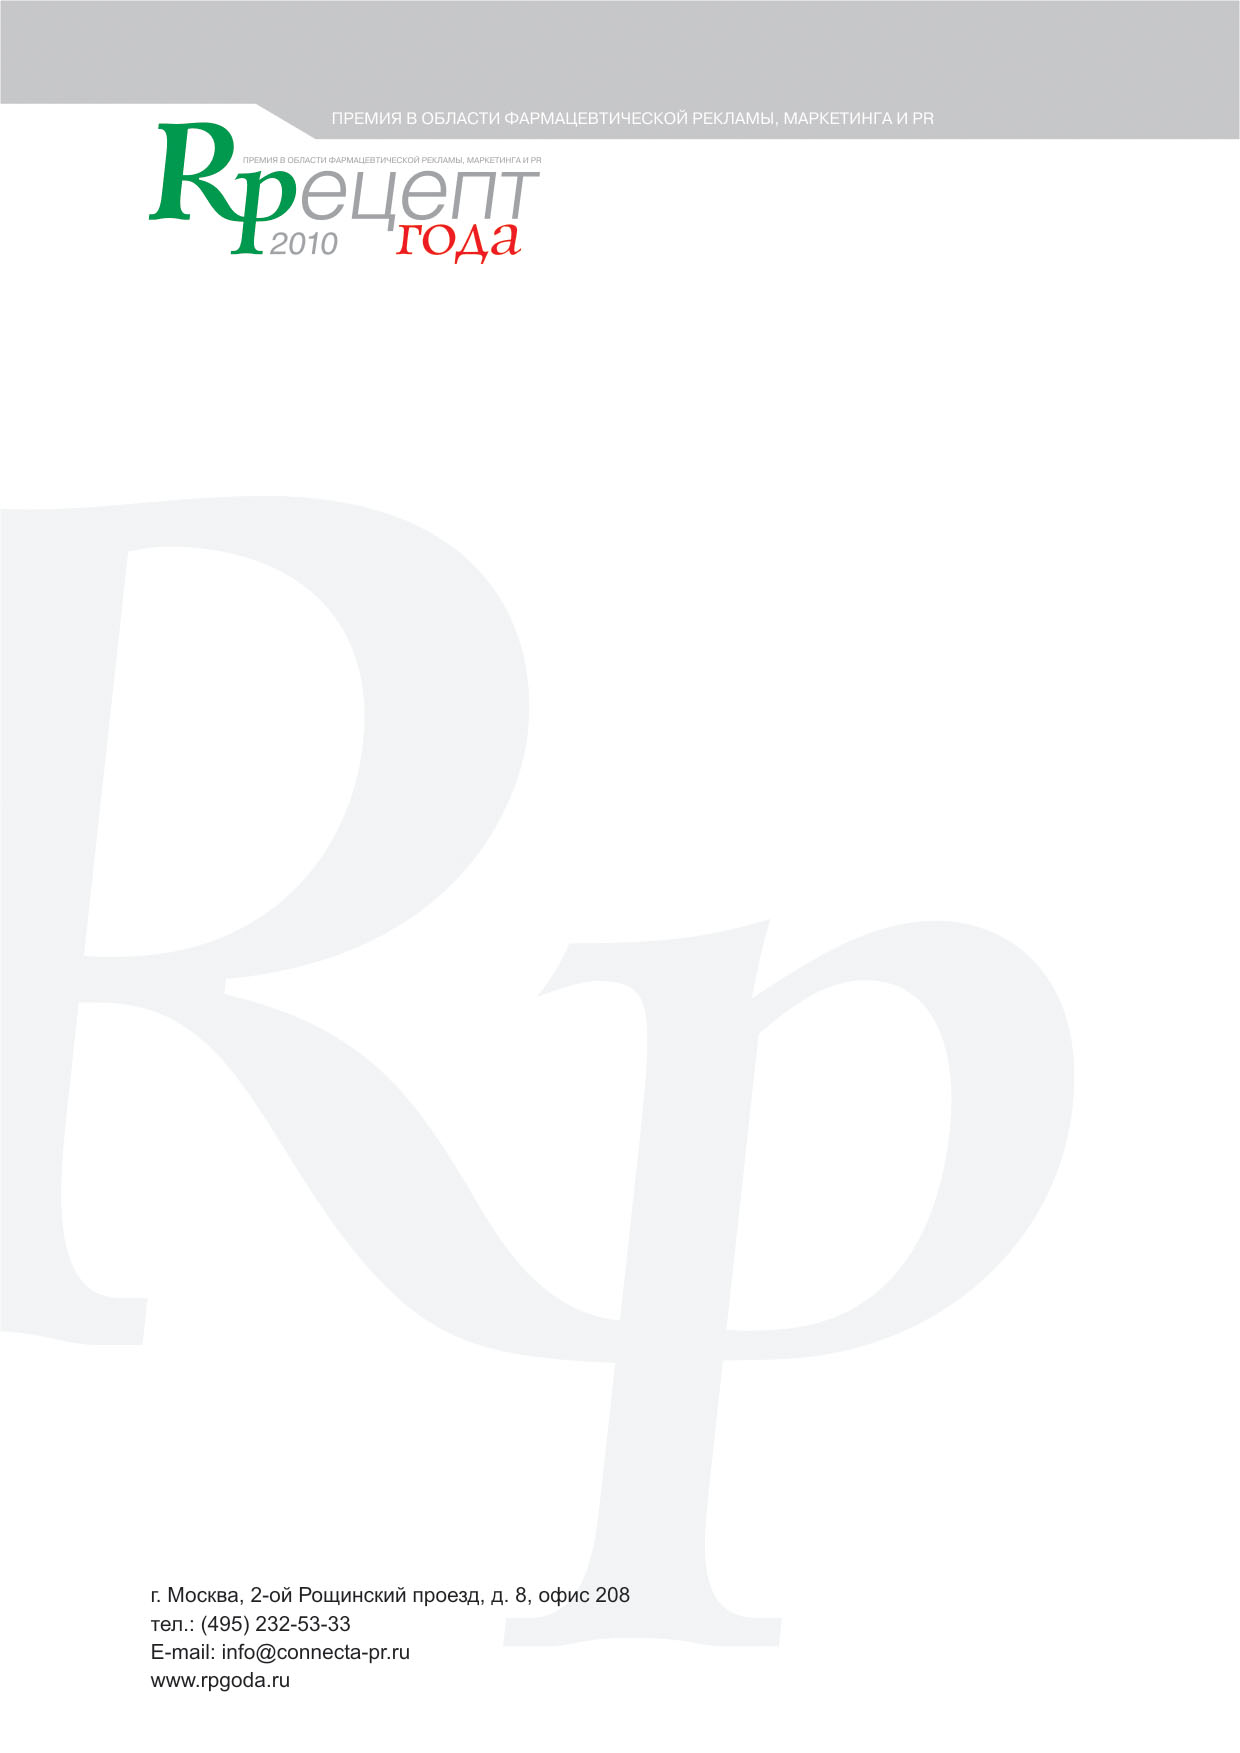 ПРЕМИЯ В ОБЛАСТИ ФАРМАЦЕВТИЧЕСКОЙ РЕКЛАМЫ, МАРКЕТИНГА И PR
ПРЕМИЯ В ОБЛАСТИ ФАРМАЦЕВТИЧЕСКОЙ РЕКЛАМЫ, МАРКЕТИНГА И PR
Rpецепт
2010 года
Rp
г. Москва, 2-ой Рощинский проезд, д. 8, офис 208
тел.: (495) 232-53-33
E-mail: info@connecta-pr.ru
www.rpgoda.ru